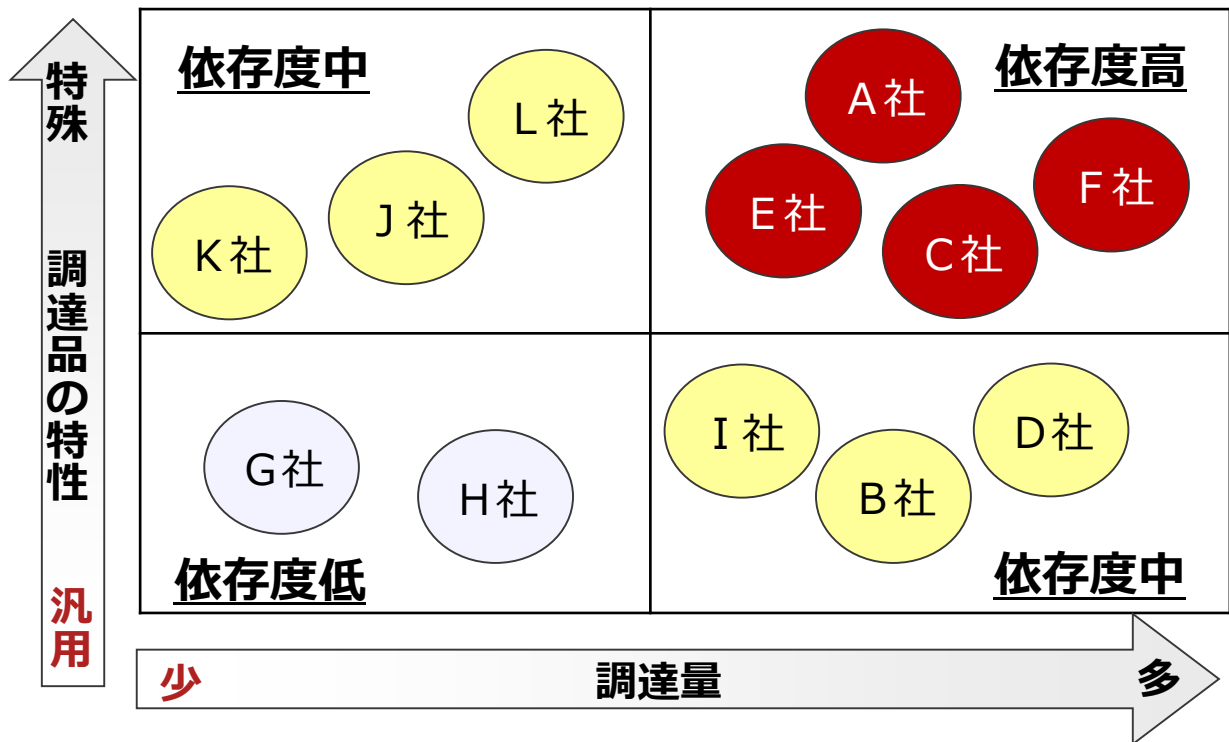 特殊
調達品の特性
汎用
依存度中
L社
J社
K社
依存度高
A社
F社
E社
C社
G社
H社
依存度低
I社
D社
B社
依存度中
少
調達量
多